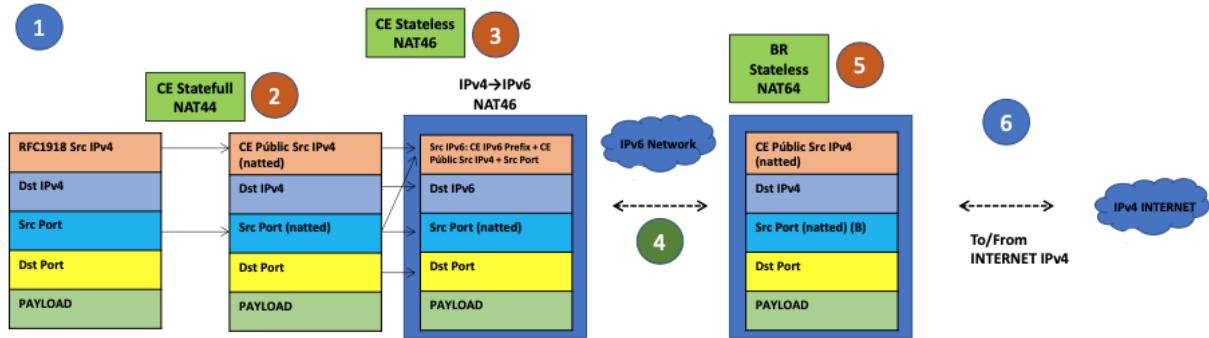 1
CE Statefull
NAT44
2
CE Stateless
NAT46
3
IPv4→IPv6
NAT46
BR
Stateless
NAT64
5
6
RFC1918 Src IPv4
Dst IPv4
Src Port
Dst Port
PAYLOAD
CE Públic Src IPv4
(natted)
Dst IPv4
Src Port (natted)
Dst Port
PAYLOAD
Src IPv6: CE IPv6 Prefix + CE
Públic Src IPv4 + Src Port
Dst IPv6
Src Port (natted)
Dst Port
PAYLOAD
IPv6 Network
4
CE Públic Src IPv4
(natted)
Dst IPv4
Src Port (natted) (B)
Dst Port
PAYLOAD
To/From
INTERNET IPv4
IPv4 INTERNET